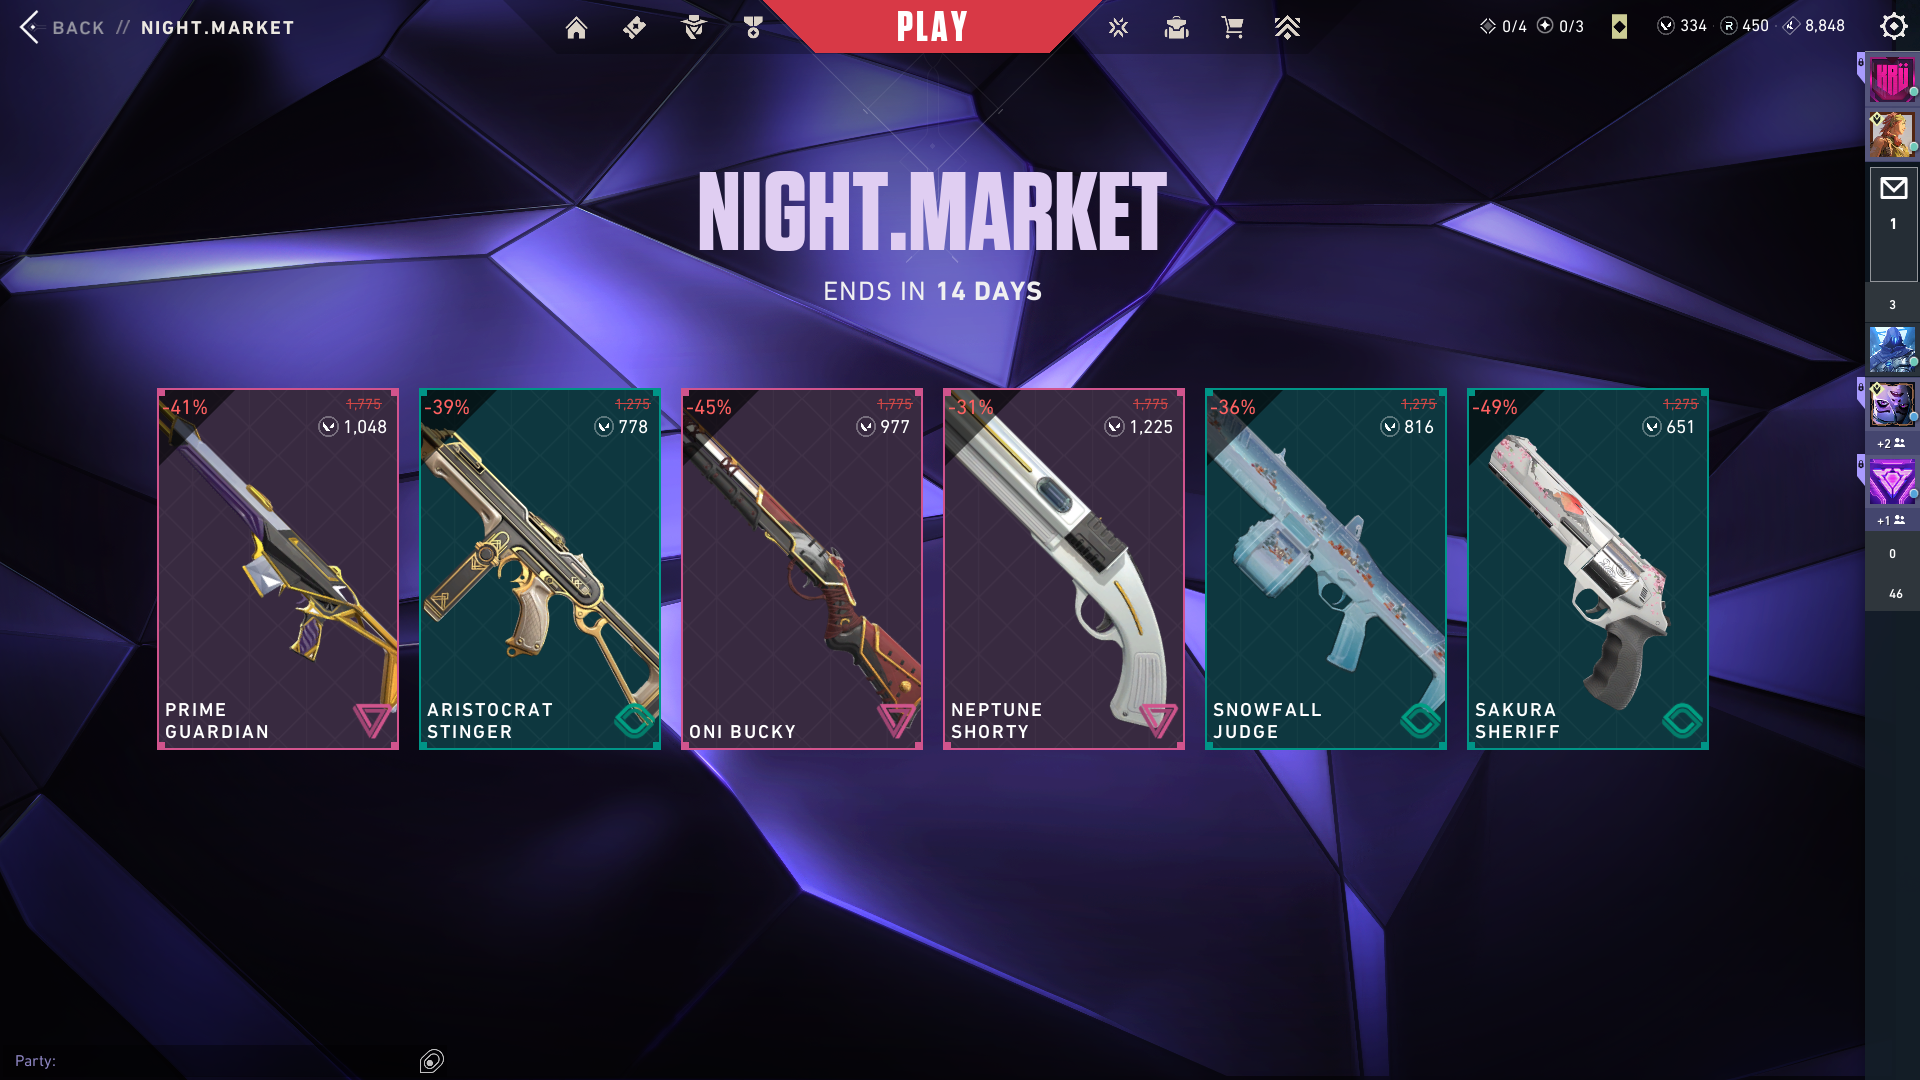 BACK // NIGHT.MARKET
PLAY
0/4 0/3
334 450 8,848
KRÜ
NIGHT.MARKET
ENDS IN 14 DAYS
1
3
+2
+1
0
46
-41% 1,775
1,048
PRIME
GUARDIAN
-39% 1,275
778
ARISTOCRAT
STINGER
-45% 1,775
977
ONI BUCKY
-31% 1,775
1,225
NEPTUNE
SHORTY
-36% 1,275
816
SNOWFALL
JUDGE
-49% 1,275
651
SAKURA
SHERIFF
Party: